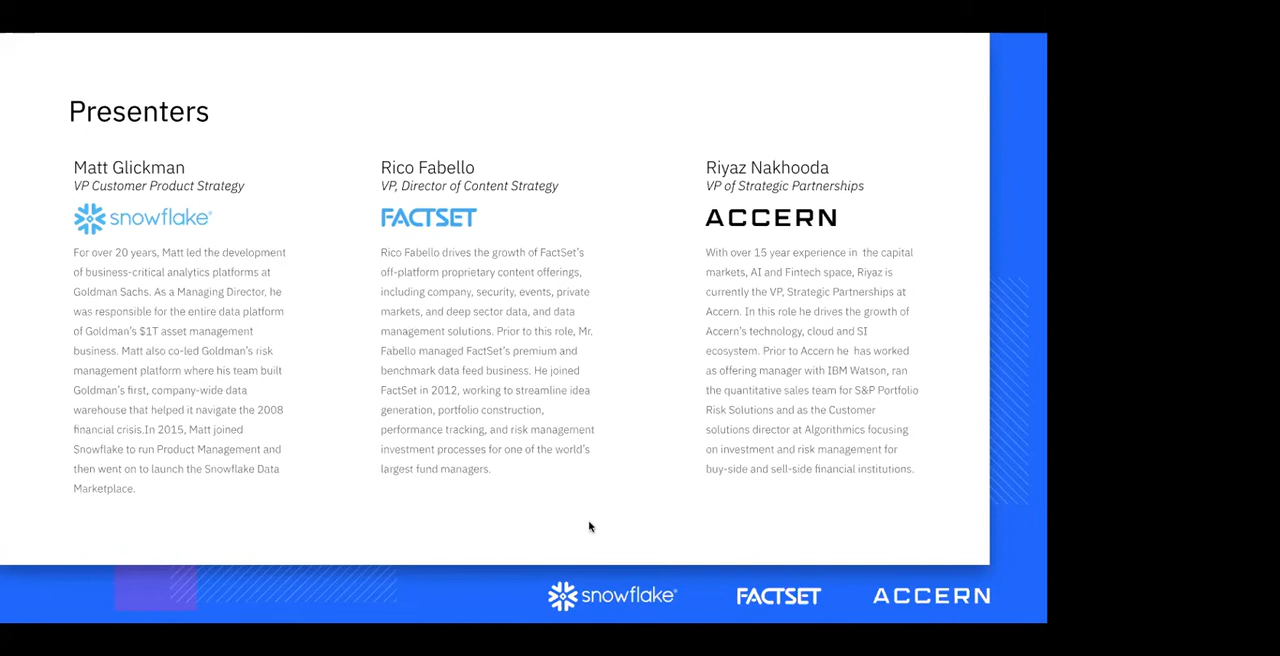 Presenters
Matt Glickman
VP Customer Product Strategy
snowflake®
For over 20 years, Matt led the development
of business-critical analytics platforms at
Goldman Sachs. As a Managing Director, he
was responsible for the entire data platform
of Goldman's $1T asset management
business. Matt also co-led Goldman's risk
management platform where his team built
Goldman's first, company-wide data
warehouse that helped it navigate the 2008
financial crisis.In 2015, Matt joined
Snowflake to run Product Management and
then went on to launch the Snowflake Data
Marketplace.
Rico Fabello
VP, Director of Content Strategy
FACTSET
Rico Fabello drives the growth of FactSet's
off-platform proprietary content offerings,
including company, security, events, private
markets, and deep sector data, and data
management solutions. Prior to this role, Mr.
Fabello managed FactSet's premium and
benchmark data feed business. He joined
FactSet in 2012, working to streamline idea
generation, portfolio construction,
performance tracking, and risk management
investment processes for one of the world's
largest fund managers.
Riyaz Nakhooda
VP of Strategic Partnerships
ACCERN
With over 15 year experience in the capital
markets, AI and Fintech space, Riyaz is
currently the VP, Strategic Partnerships at
Accern. In this role he drives the growth of
Accern's technology, cloud and SI
ecosystem. Prior to Accern he has worked
as offering manager with IBM Watson, ran
the quantitative sales team for S&P Portfolio
Risk Solutions and as the Customer
solutions director at Algorithmics focusing
on investment and risk management for
buy-side and sell-side financial institutions.
snowflake®
FACTSET
ACCERN